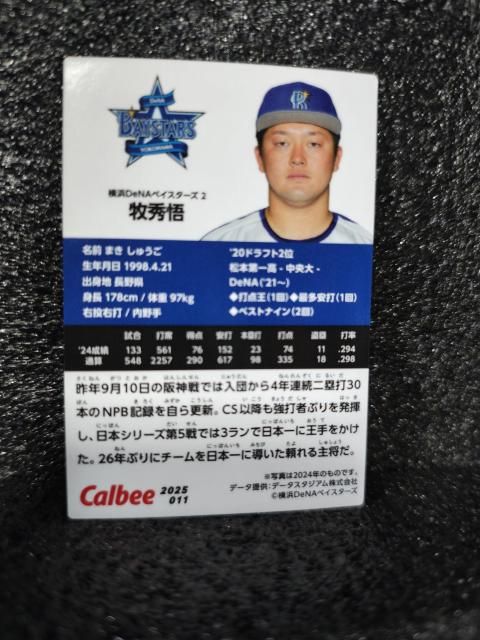 DeNA
BAYSTARS
YOKOHAMA
横浜DeNAベイスターズ 2
牧秀悟
名前 まき しゅうご
生年月日 1998.4.21
出身地 長野県
身長 178cm / 体重 97kg
右投右打 / 内野手
'20ドラフト2位
松本第一高 - 中央大 -
DeNA ('21~)
◆打点王(1回)◆最多安打(1回)
◆ベストナイン(2回)
試合 打席 得点 安打 本塁打 打点 盗塁 打率
'24成績 133 561 76 152 23 74 11 .294
通算 548 2257 290 617 98 335 18 .298
昨年9月10日の阪神戦では入団から4年連続二塁打30
本のNPB記録を自ら更新。CS以降も強打者ぶりを発揮
し、日本シリーズ第5戦では3ランで日本一に王手をかけ
た。26年ぶりにチームを日本一に導いた頼れる主将だ。
※写真は2024年のものです。
データ提供:データスタジアム株式会社
©横浜DeNAベイスターズ
Calbee 2025
011